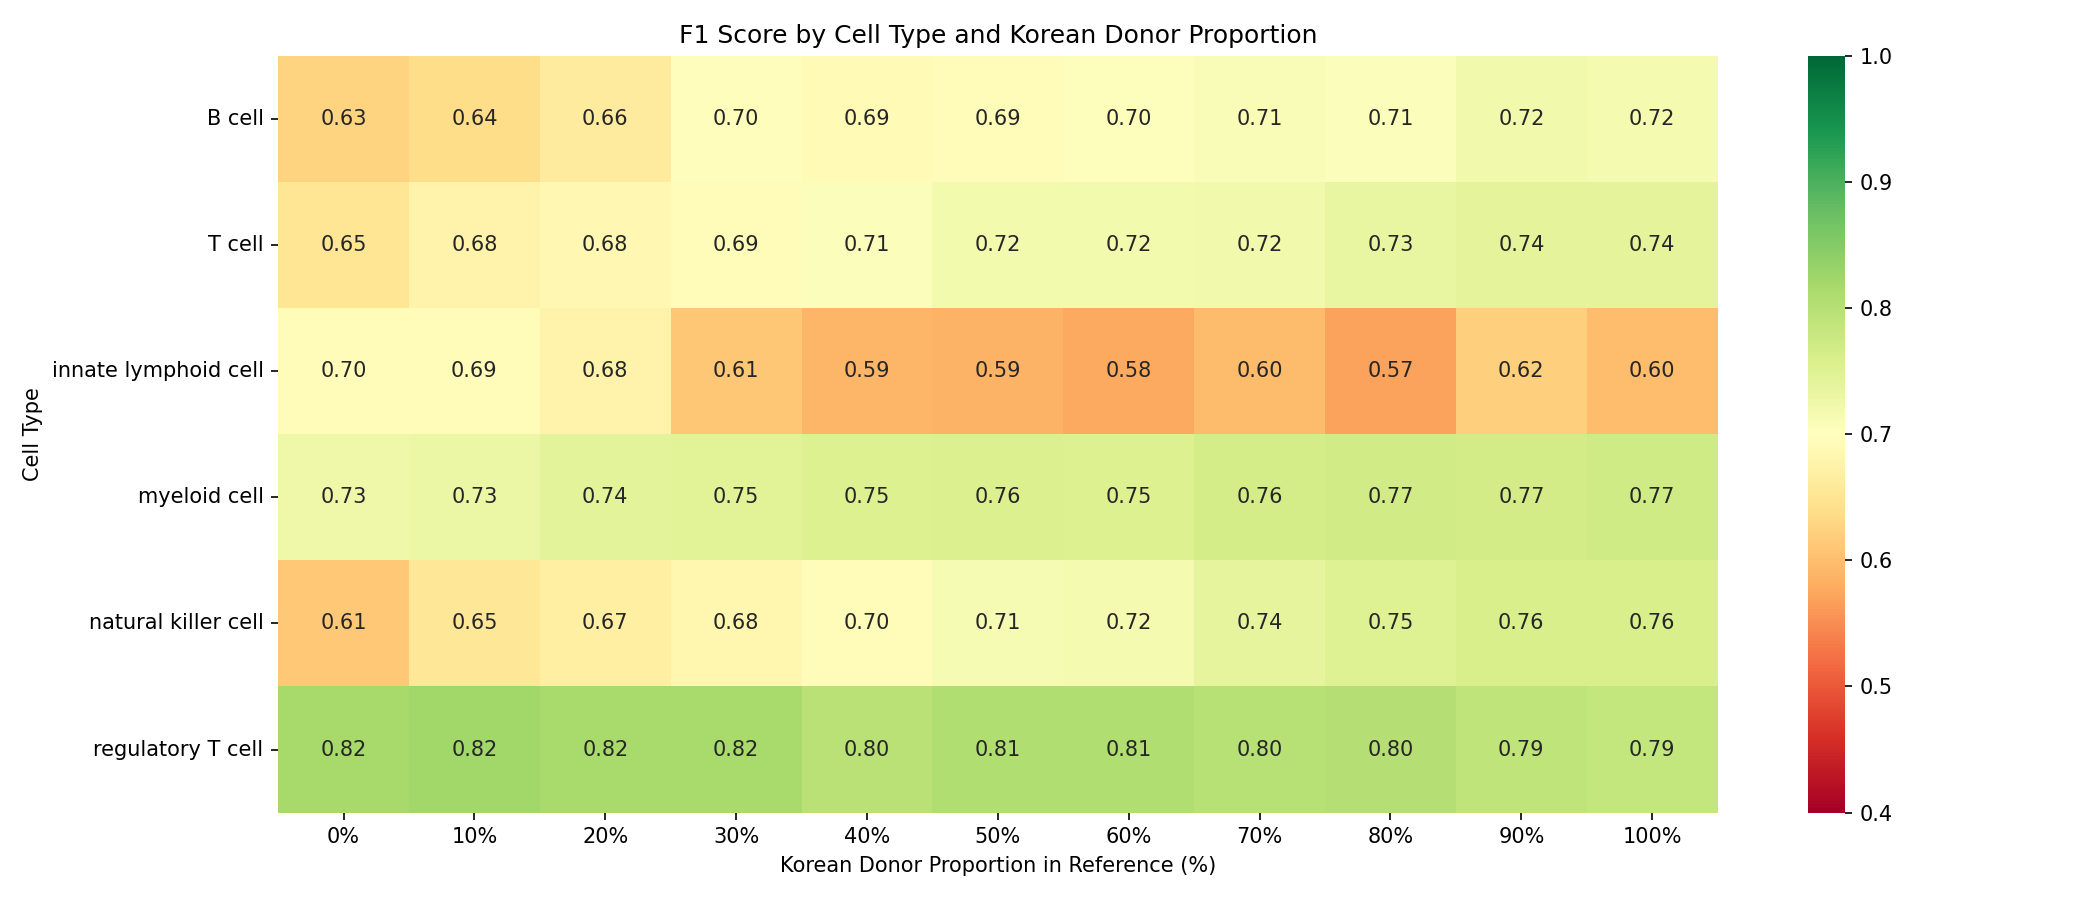 F1 Score by Cell Type and Korean Donor Proportion
Cell Type
B cell 0.63 0.64 0.66 0.70 0.69 0.69 0.70 0.71 0.71 0.72 0.72
T cell 0.65 0.68 0.68 0.69 0.71 0.72 0.72 0.72 0.73 0.74 0.74
innate lymphoid cell 0.70 0.69 0.68 0.61 0.59 0.59 0.58 0.60 0.57 0.62 0.60
myeloid cell 0.73 0.73 0.74 0.75 0.75 0.76 0.75 0.76 0.77 0.77 0.77
natural killer cell 0.61 0.65 0.67 0.68 0.70 0.71 0.72 0.74 0.75 0.76 0.76
regulatory T cell 0.82 0.82 0.82 0.82 0.80 0.81 0.81 0.80 0.80 0.79 0.79
0% 10% 20% 30% 40% 50% 60% 70% 80% 90% 100%
Korean Donor Proportion in Reference (%)
1.0
0.9
0.8
0.7
0.6
0.5
0.4